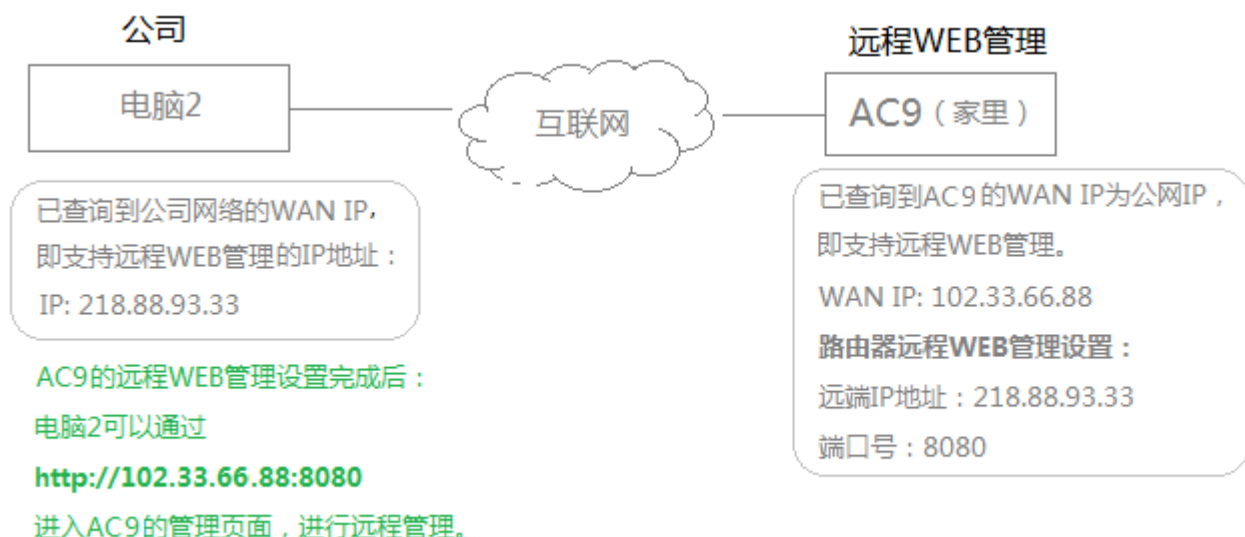 公司
电脑2
互联网
远程WEB管理
AC9（家里）
已查询到公司网络的WAN IP，
即支持远程WEB管理的IP地址：
IP: 218.88.93.33
AC9的远程WEB管理设置完成后：
电脑2可以通过
http://102.33.66.88:8080
进入AC9的管理页面，进行远程管理。
已查询到AC9的WAN IP为公网IP，
即支持远程WEB管理。
WAN IP: 102.33.66.88
路由器远程WEB管理设置：
远端IP地址：218.88.93.33
端口号：8080